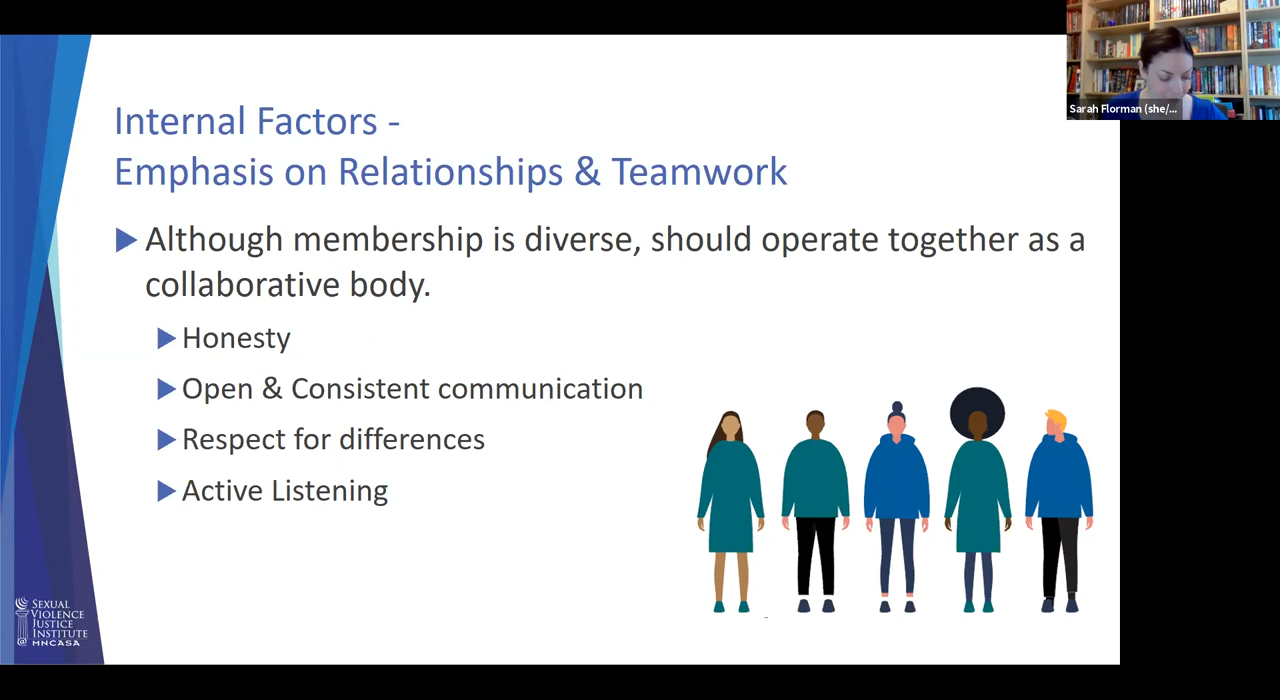 Sarah Florman (she/...
Internal Factors -
Emphasis on Relationships & Teamwork
Although membership is diverse, should operate together as a
collaborative body.
Honesty
Open & Consistent communication
Respect for differences
Active Listening
SEXUAL
VIOLENCE
JUSTICE
INSTITUTE
@ MNCASA